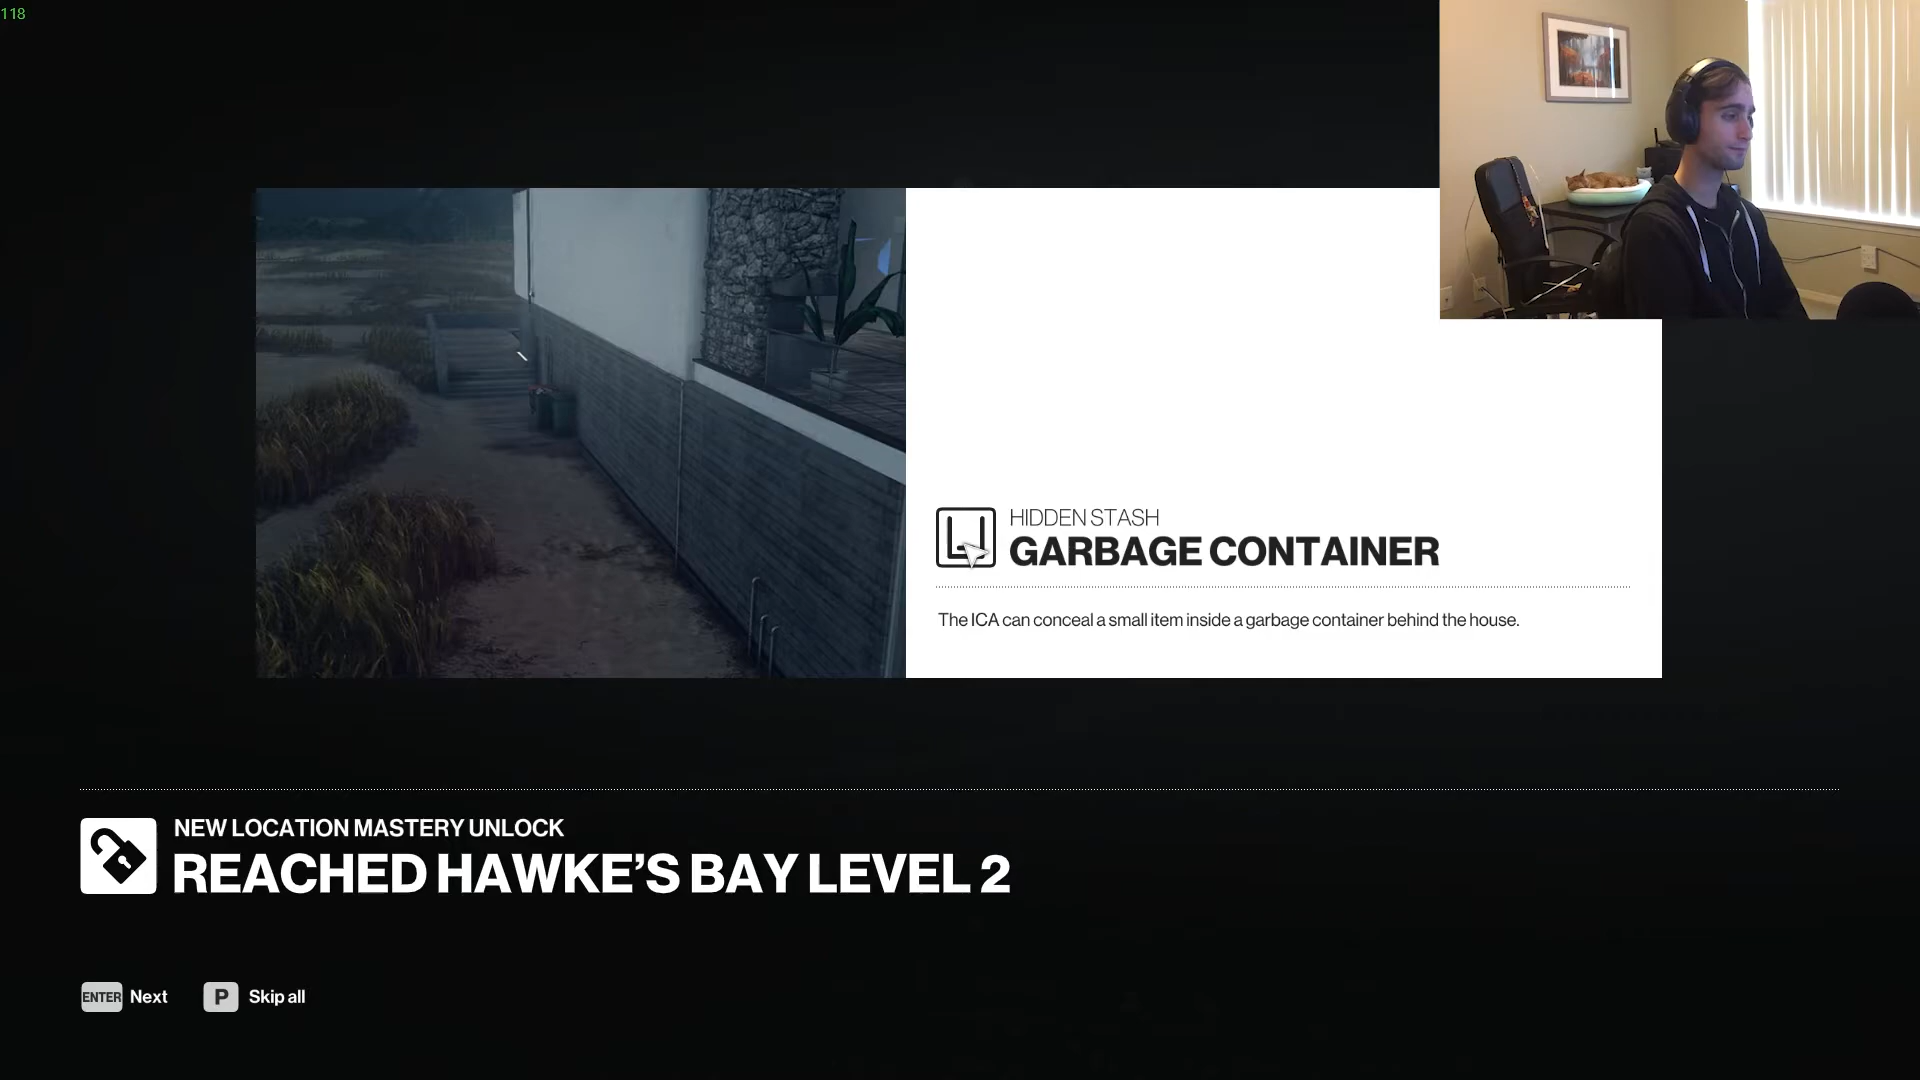 118
HIDDEN STASH
GARBAGE CONTAINER
The ICA can conceal a small item inside a garbage container behind the house.
NEW LOCATION MASTERY UNLOCK
REACHED HAWKE'S BAY LEVEL 2
ENTER Next P Skip all